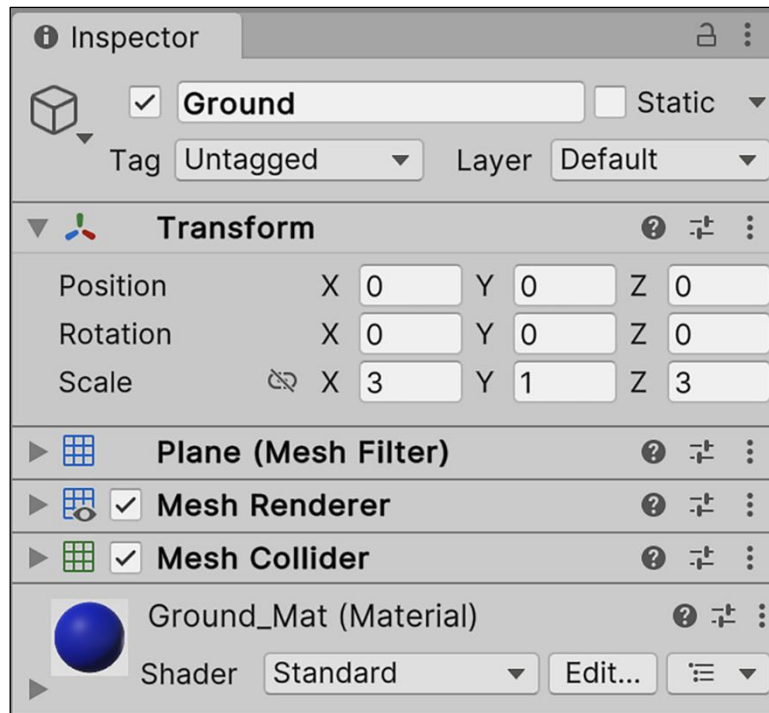 Inspector
Ground Static
Tag Untagged Layer Default
Transform
Position X 0 Y 0 Z 0
Rotation X 0 Y 0 Z 0
Scale X 3 Y 1 Z 3
Plane (Mesh Filter)
Mesh Renderer
Mesh Collider
Ground_Mat (Material)
Shader Standard Edit...